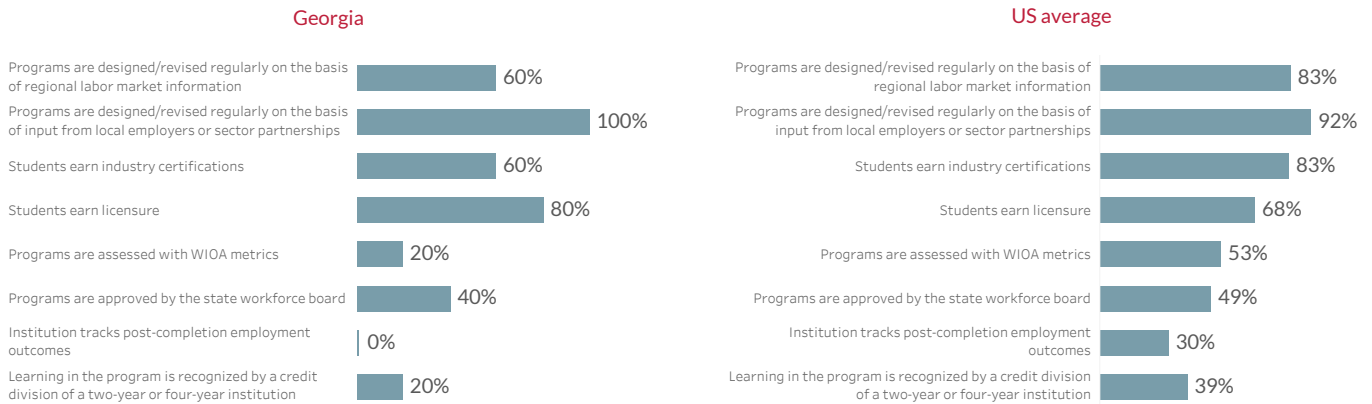 Georgia
Programs are designed/revised regularly on the basis
of regional labor market information
60%
Programs are designed/revised regularly on the basis
of input from local employers or sector partnerships
100%
Students earn industry certifications
60%
Students earn licensure
80%
Programs are assessed with WIOA metrics
20%
Programs are approved by the state workforce board
40%
Institution tracks post-completion employment
outcomes
0%
Learning in the program is recognized by a credit
division of a two-year or four-year institution
20%
US average
Programs are designed/revised regularly on the basis of
regional labor market information
83%
Programs are designed/revised regularly on the basis of
input from local employers or sector partnerships
92%
Students earn industry certifications
83%
Students earn licensure
68%
Programs are assessed with WIOA metrics
53%
Programs are approved by the state workforce board
49%
Institution tracks post-completion employment
outcomes
30%
Learning in the program is recognized by a credit division
of a two-year or four-year institution
39%